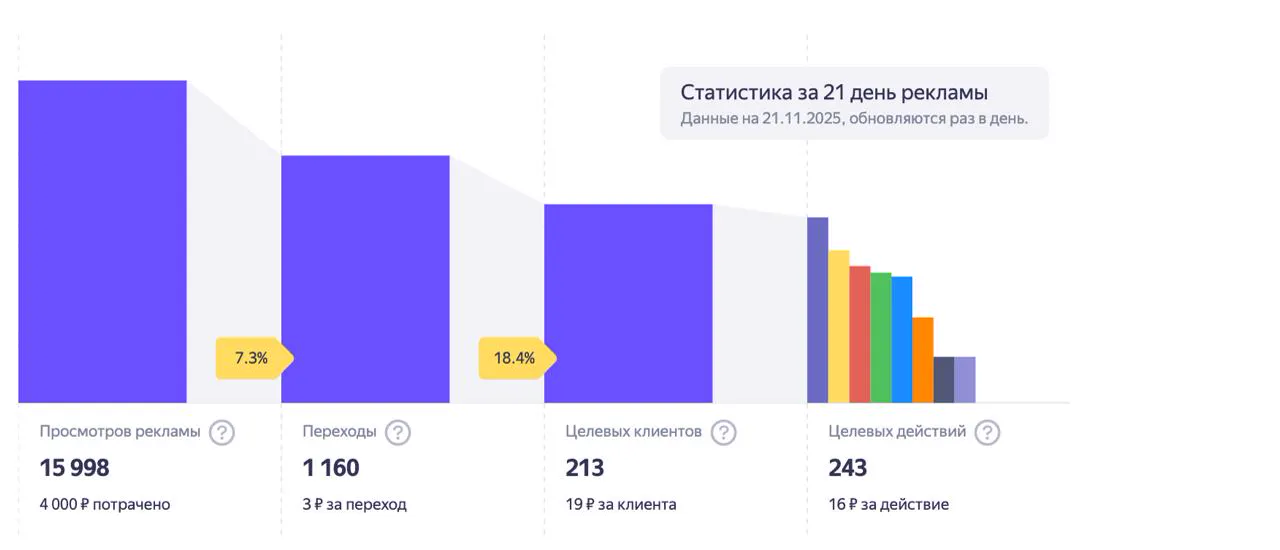 Статистика за 21 день рекламы
Данные на 21.11.2025, обновляются раз в день.
7.3%
18.4%
Просмотров рекламы ?
15 998
4 000 ₽ потрачено
Переходы ?
1 160
3 ₽ за переход
Целевых клиентов ?
213
19 ₽ за клиента
Целевых действий ?
243
16 ₽ за действие